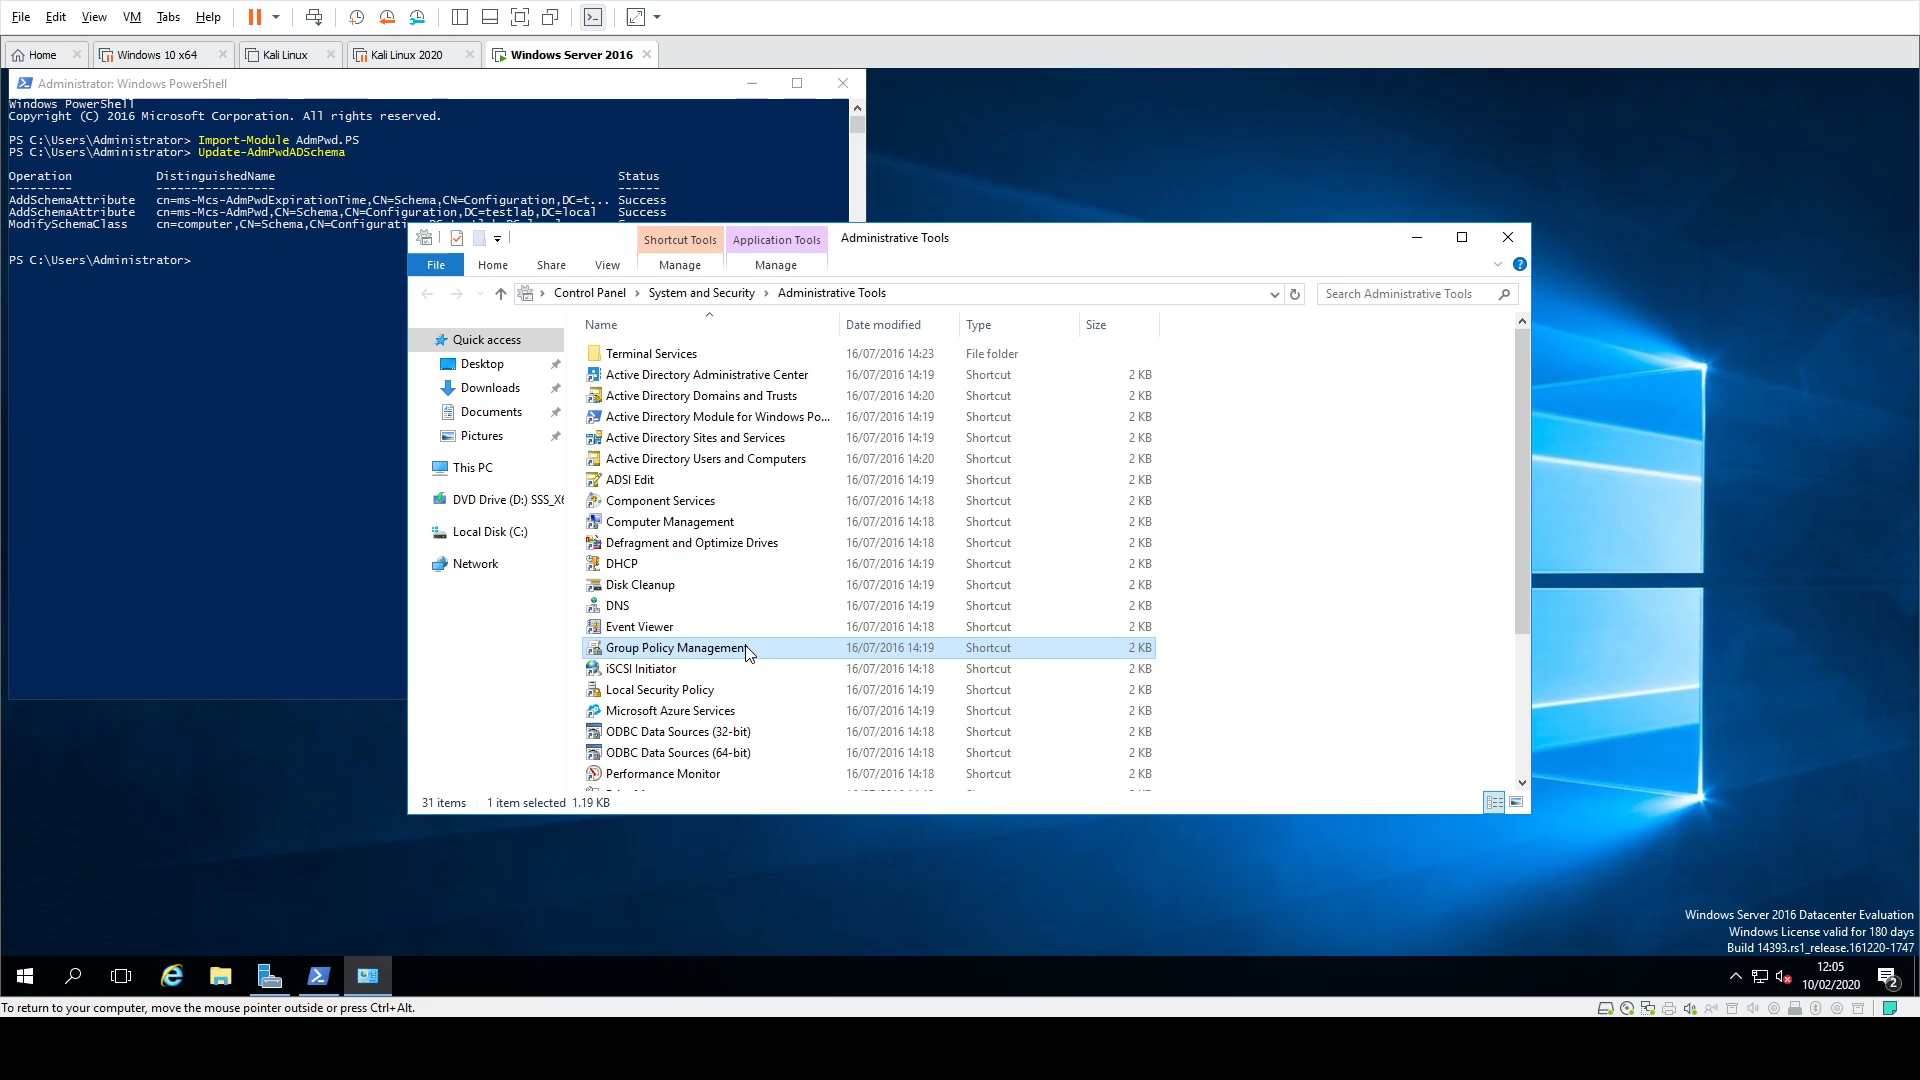 File Edit View VM Tabs Help
Home Windows 10 x64 Kali Linux Kali Linux 2020 Windows Server 2016
Administrator: Windows PowerShell
Windows PowerShell
Copyright (C) 2016 Microsoft Corporation. All rights reserved.
PS C:\Users\Administrator> Import-Module AdmPwd.PS
PS C:\Users\Administrator> Update-AdmPwdADSchema
Operation DistinguishedName Status
--------- ----------------- ------
AddSchemaAttribute cn=ms-Mcs-AdmPwdExpirationTime,CN=Schema,CN=Configuration,DC=t... Success
AddSchemaAttribute cn=ms-Mcs-AdmPwd,CN=Schema,CN=Configuration,DC=testlab,DC=local Success
ModifySchemaClass cn=computer,CN=Schema,CN=Configurati
PS C:\Users\Administrator>
Shortcut Tools Application Tools Administrative Tools
File Home Share View Manage Manage
Control Panel > System and Security > Administrative Tools
Search Administrative Tools
Name Date modified Type Size
Quick access
Desktop
Downloads
Documents
Pictures
This PC
DVD Drive (D:) SSS_X6
Local Disk (C:)
Network
Terminal Services 16/07/2016 14:23 File folder
Active Directory Administrative Center 16/07/2016 14:19 Shortcut 2 KB
Active Directory Domains and Trusts 16/07/2016 14:20 Shortcut 2 KB
Active Directory Module for Windows Po... 16/07/2016 14:19 Shortcut 2 KB
Active Directory Sites and Services 16/07/2016 14:19 Shortcut 2 KB
Active Directory Users and Computers 16/07/2016 14:20 Shortcut 2 KB
ADSI Edit 16/07/2016 14:19 Shortcut 2 KB
Component Services 16/07/2016 14:18 Shortcut 2 KB
Computer Management 16/07/2016 14:18 Shortcut 2 KB
Defragment and Optimize Drives 16/07/2016 14:18 Shortcut 2 KB
DHCP 16/07/2016 14:19 Shortcut 2 KB
Disk Cleanup 16/07/2016 14:19 Shortcut 2 KB
DNS 16/07/2016 14:19 Shortcut 2 KB
Event Viewer 16/07/2016 14:18 Shortcut 2 KB
Group Policy Management 16/07/2016 14:19 Shortcut 2 KB
iSCSI Initiator 16/07/2016 14:18 Shortcut 2 KB
Local Security Policy 16/07/2016 14:19 Shortcut 2 KB
Microsoft Azure Services 16/07/2016 14:19 Shortcut 2 KB
ODBC Data Sources (32-bit) 16/07/2016 14:18 Shortcut 2 KB
ODBC Data Sources (64-bit) 16/07/2016 14:18 Shortcut 2 KB
Performance Monitor 16/07/2016 14:18 Shortcut 2 KB
31 items 1 item selected 1.19 KB
Windows Server 2016 Datacenter Evaluation
Windows License valid for 180 days
Build 14393.rs1_release.161220-1747
12:05
10/02/2020
2
To return to your computer, move the mouse pointer outside or press Ctrl+Alt.